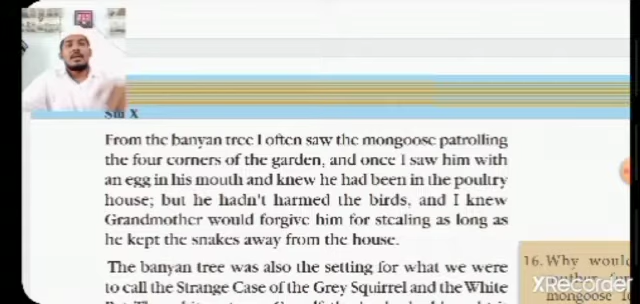 Std X
From the banyan tree I often saw the mongoose patrolling
the four corners of the garden, and once I saw him with
an egg in his mouth and knew he had been in the poultry
house; but he hadn't harmed the birds, and I knew
Grandmother would forgive him for stealing as long as
he kept the snakes away from the house.
The banyan tree was also the setting for what we were
to call the Strange Case of the Grey Squirrel and the White
16. Why would
mongoose
XRecorder